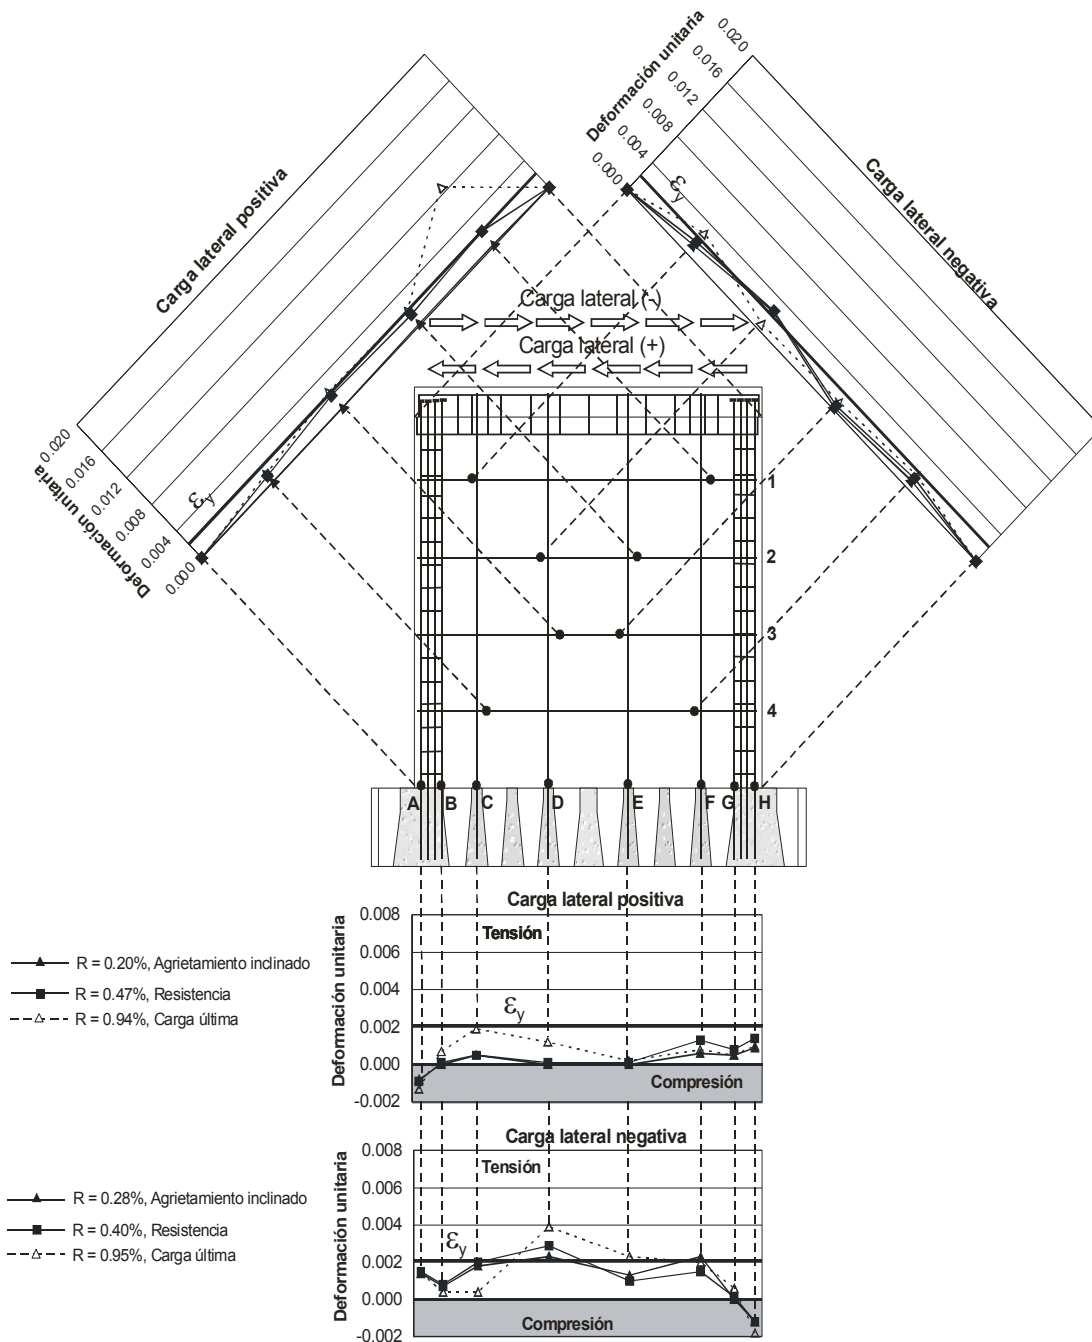 Deformación unitaria
0.020
0.016
0.012
0.008
0.004
0.000
Carga lateral positiva
εy
Carga lateral negativa
εy
0.020
0.016
0.012
0.008
0.004
0.000
Deformación unitaria
Carga lateral (-)
Carga lateral (+)
1
2
3
4
A B C D E F G H
Carga lateral positiva
Deformación unitaria
0.008
0.006
0.004
0.002
0.000
-0.002
Tensión
εy
Compresión
R = 0.20%, Agrietamiento inclinado
R = 0.47%, Resistencia
R = 0.94%, Carga última
Carga lateral negativa
Deformación unitaria
0.008
0.006
0.004
0.002
0.000
-0.002
Tensión
εy
Compresión
R = 0.28%, Agrietamiento inclinado
R = 0.40%, Resistencia
R = 0.95%, Carga última